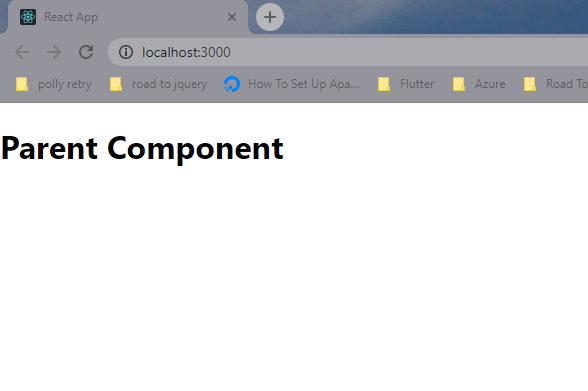 React App
localhost:3000
polly retry road to jquery How To Set Up Apa... Flutter Azure Road To
Parent Component